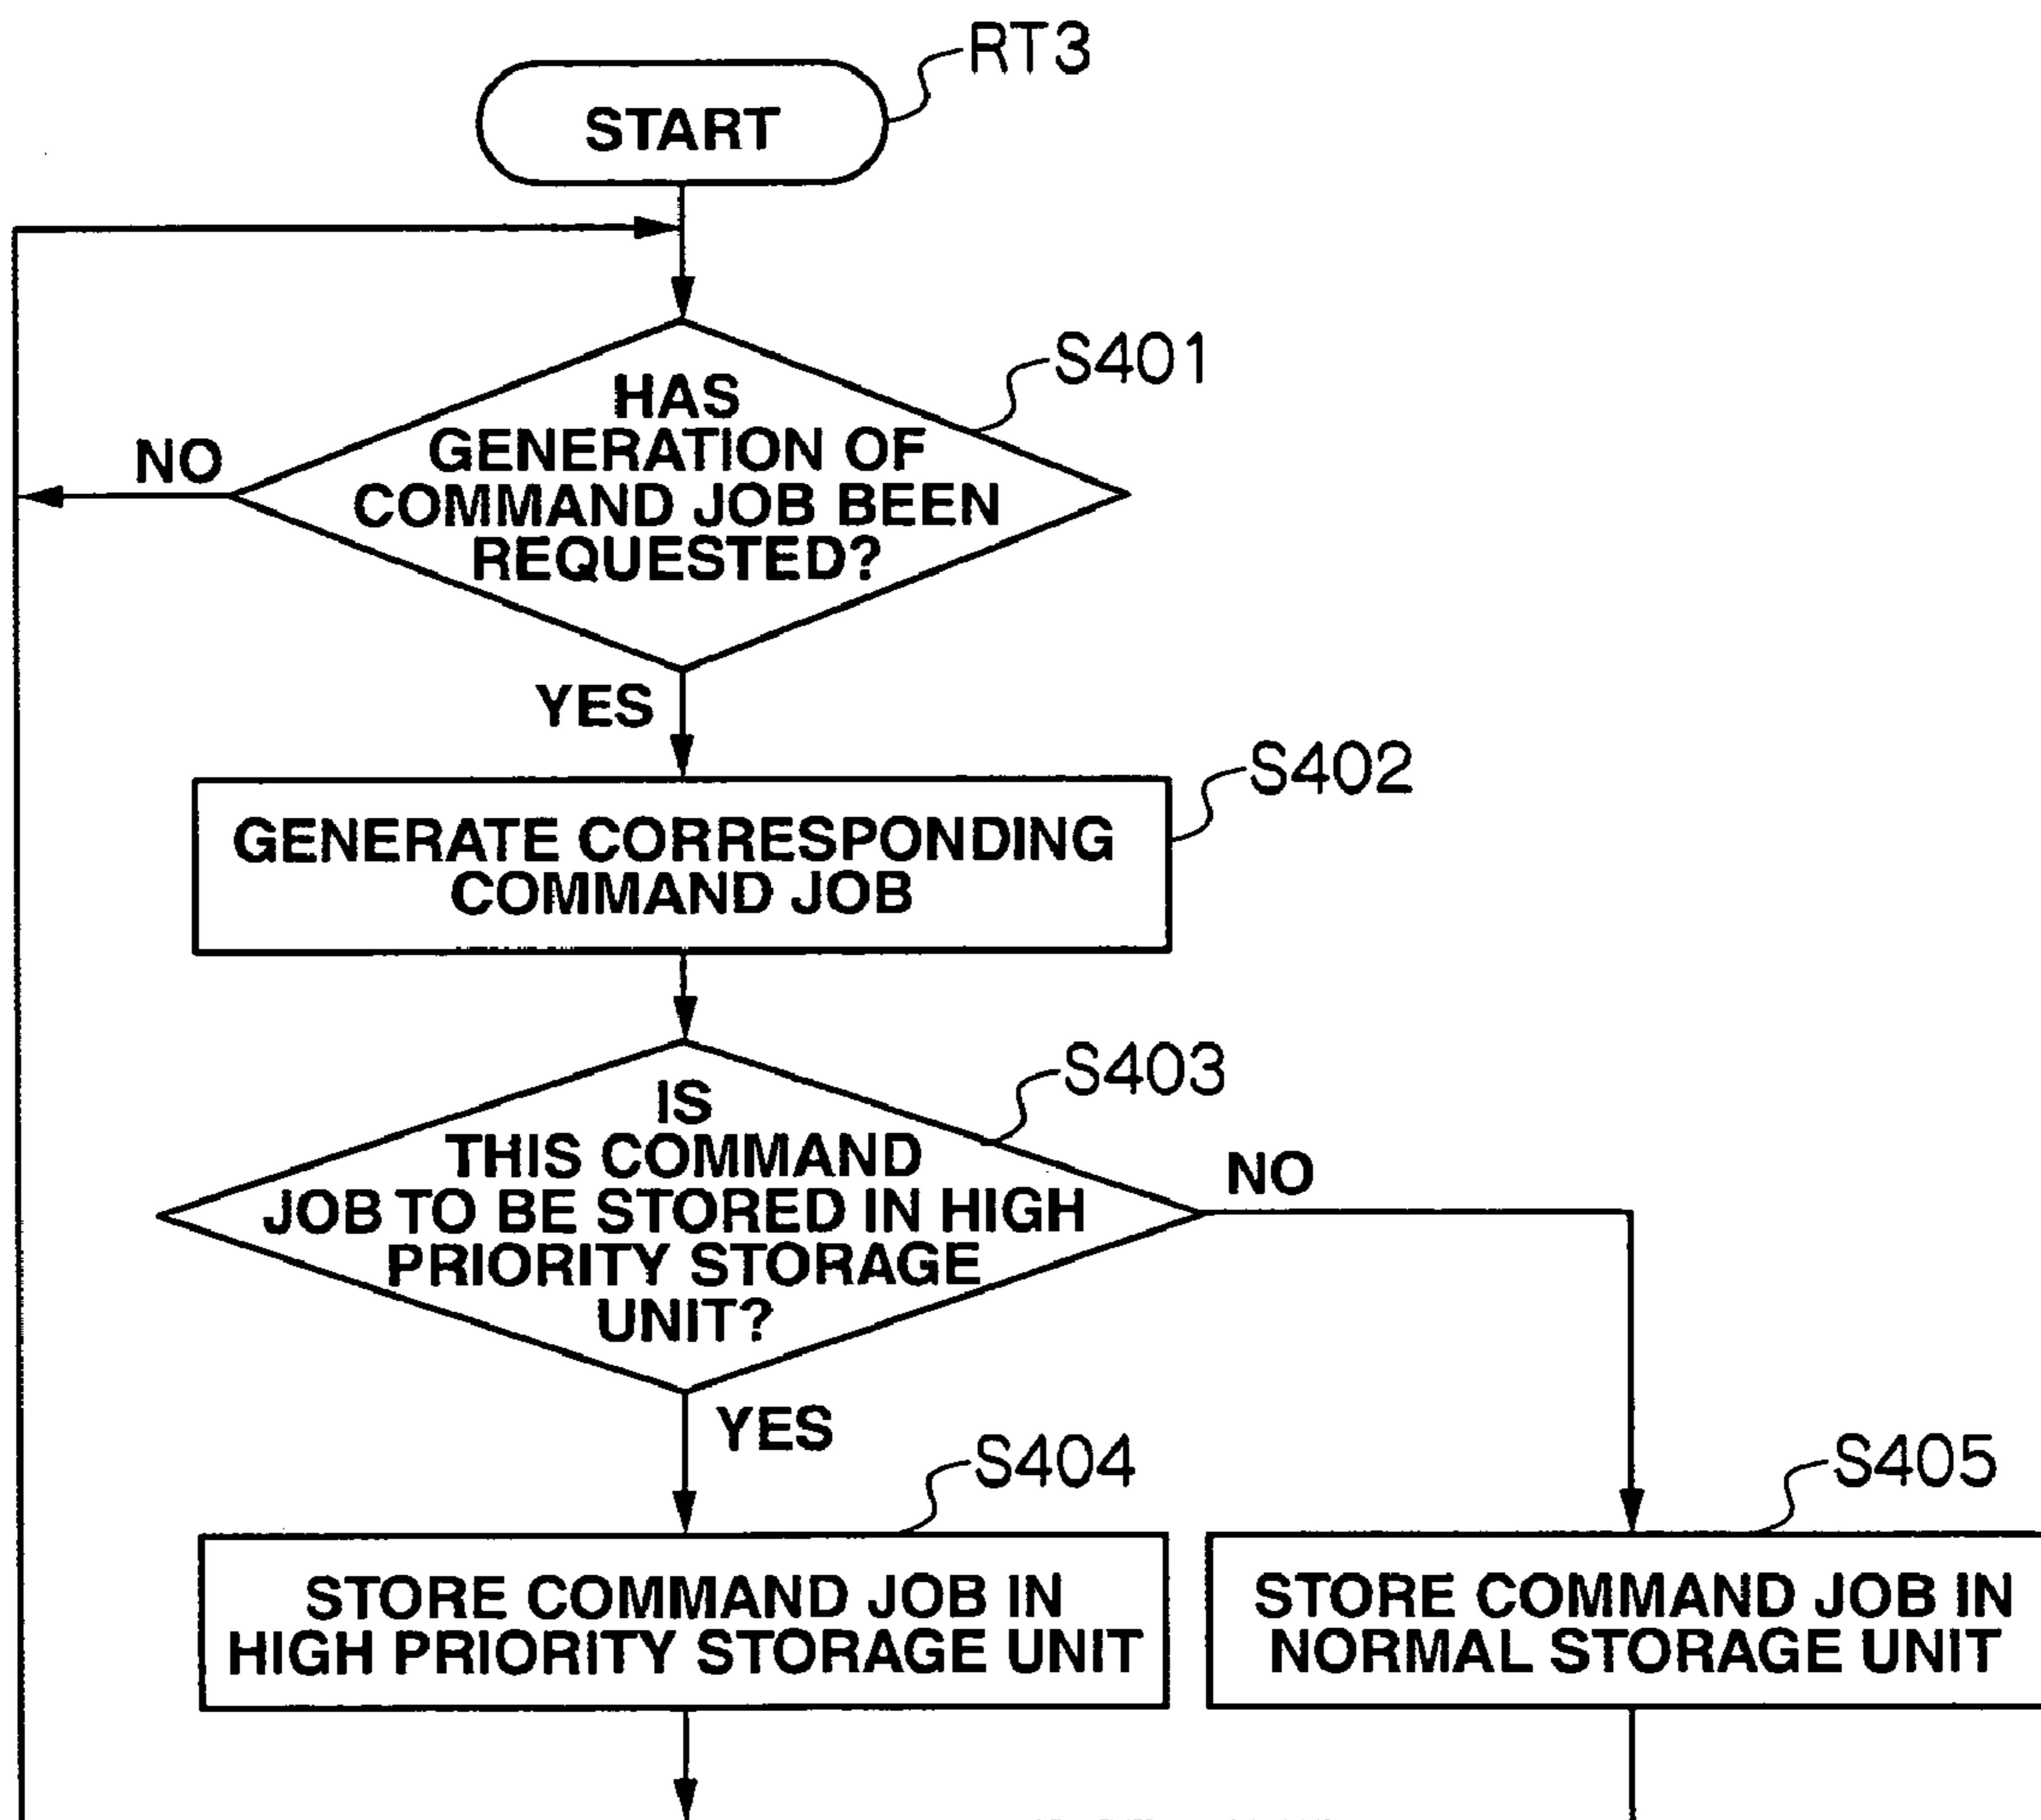 RT3
START
S401
HAS
GENERATION OF
COMMAND JOB BEEN
REQUESTED?
NO
YES
S402
GENERATE CORRESPONDING
COMMAND JOB
S403
IS
THIS COMMAND
JOB TO BE STORED IN HIGH
PRIORITY STORAGE
UNIT?
NO
YES
S404
STORE COMMAND JOB IN
HIGH PRIORITY STORAGE UNIT
S405
STORE COMMAND JOB IN
NORMAL STORAGE UNIT